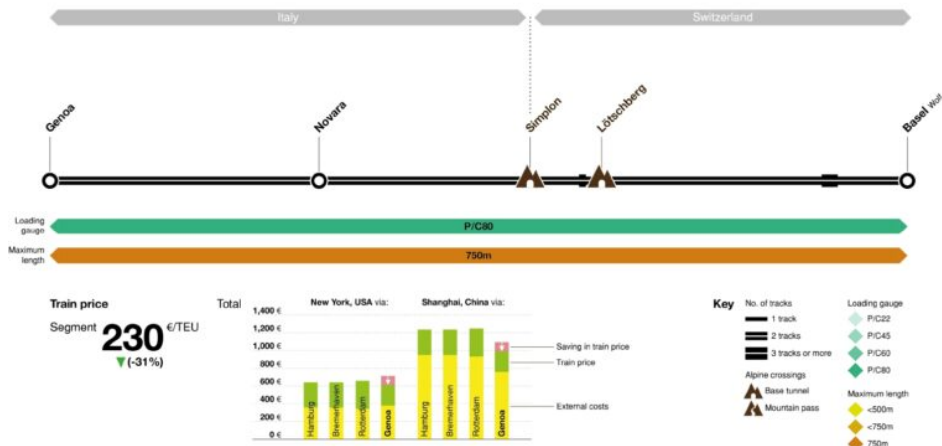 Italy
Switzerland
Genoa
Novara
Simplon
Lötschberg
Basel Wolf
Loading gauge
P/C80
Maximum length
750m
Train price
Segment 230 €/TEU
(-31%)
Total
New York, USA via:
Shanghai, China via:
1,400 €
1,200 €
1,000 €
800 €
600 €
400 €
200 €
0 €
Hamburg
Bremerhaven
Rotterdam
Genoa
Hamburg
Bremerhaven
Rotterdam
Genoa
Saving in train price
Train price
External costs
Key
No. of tracks
1 track
2 tracks
3 tracks or more
Alpine crossings
Base tunnel
Mountain pass
Loading gauge
P/C22
P/C45
P/C60
P/C80
Maximum length
<500m
<750m
750m